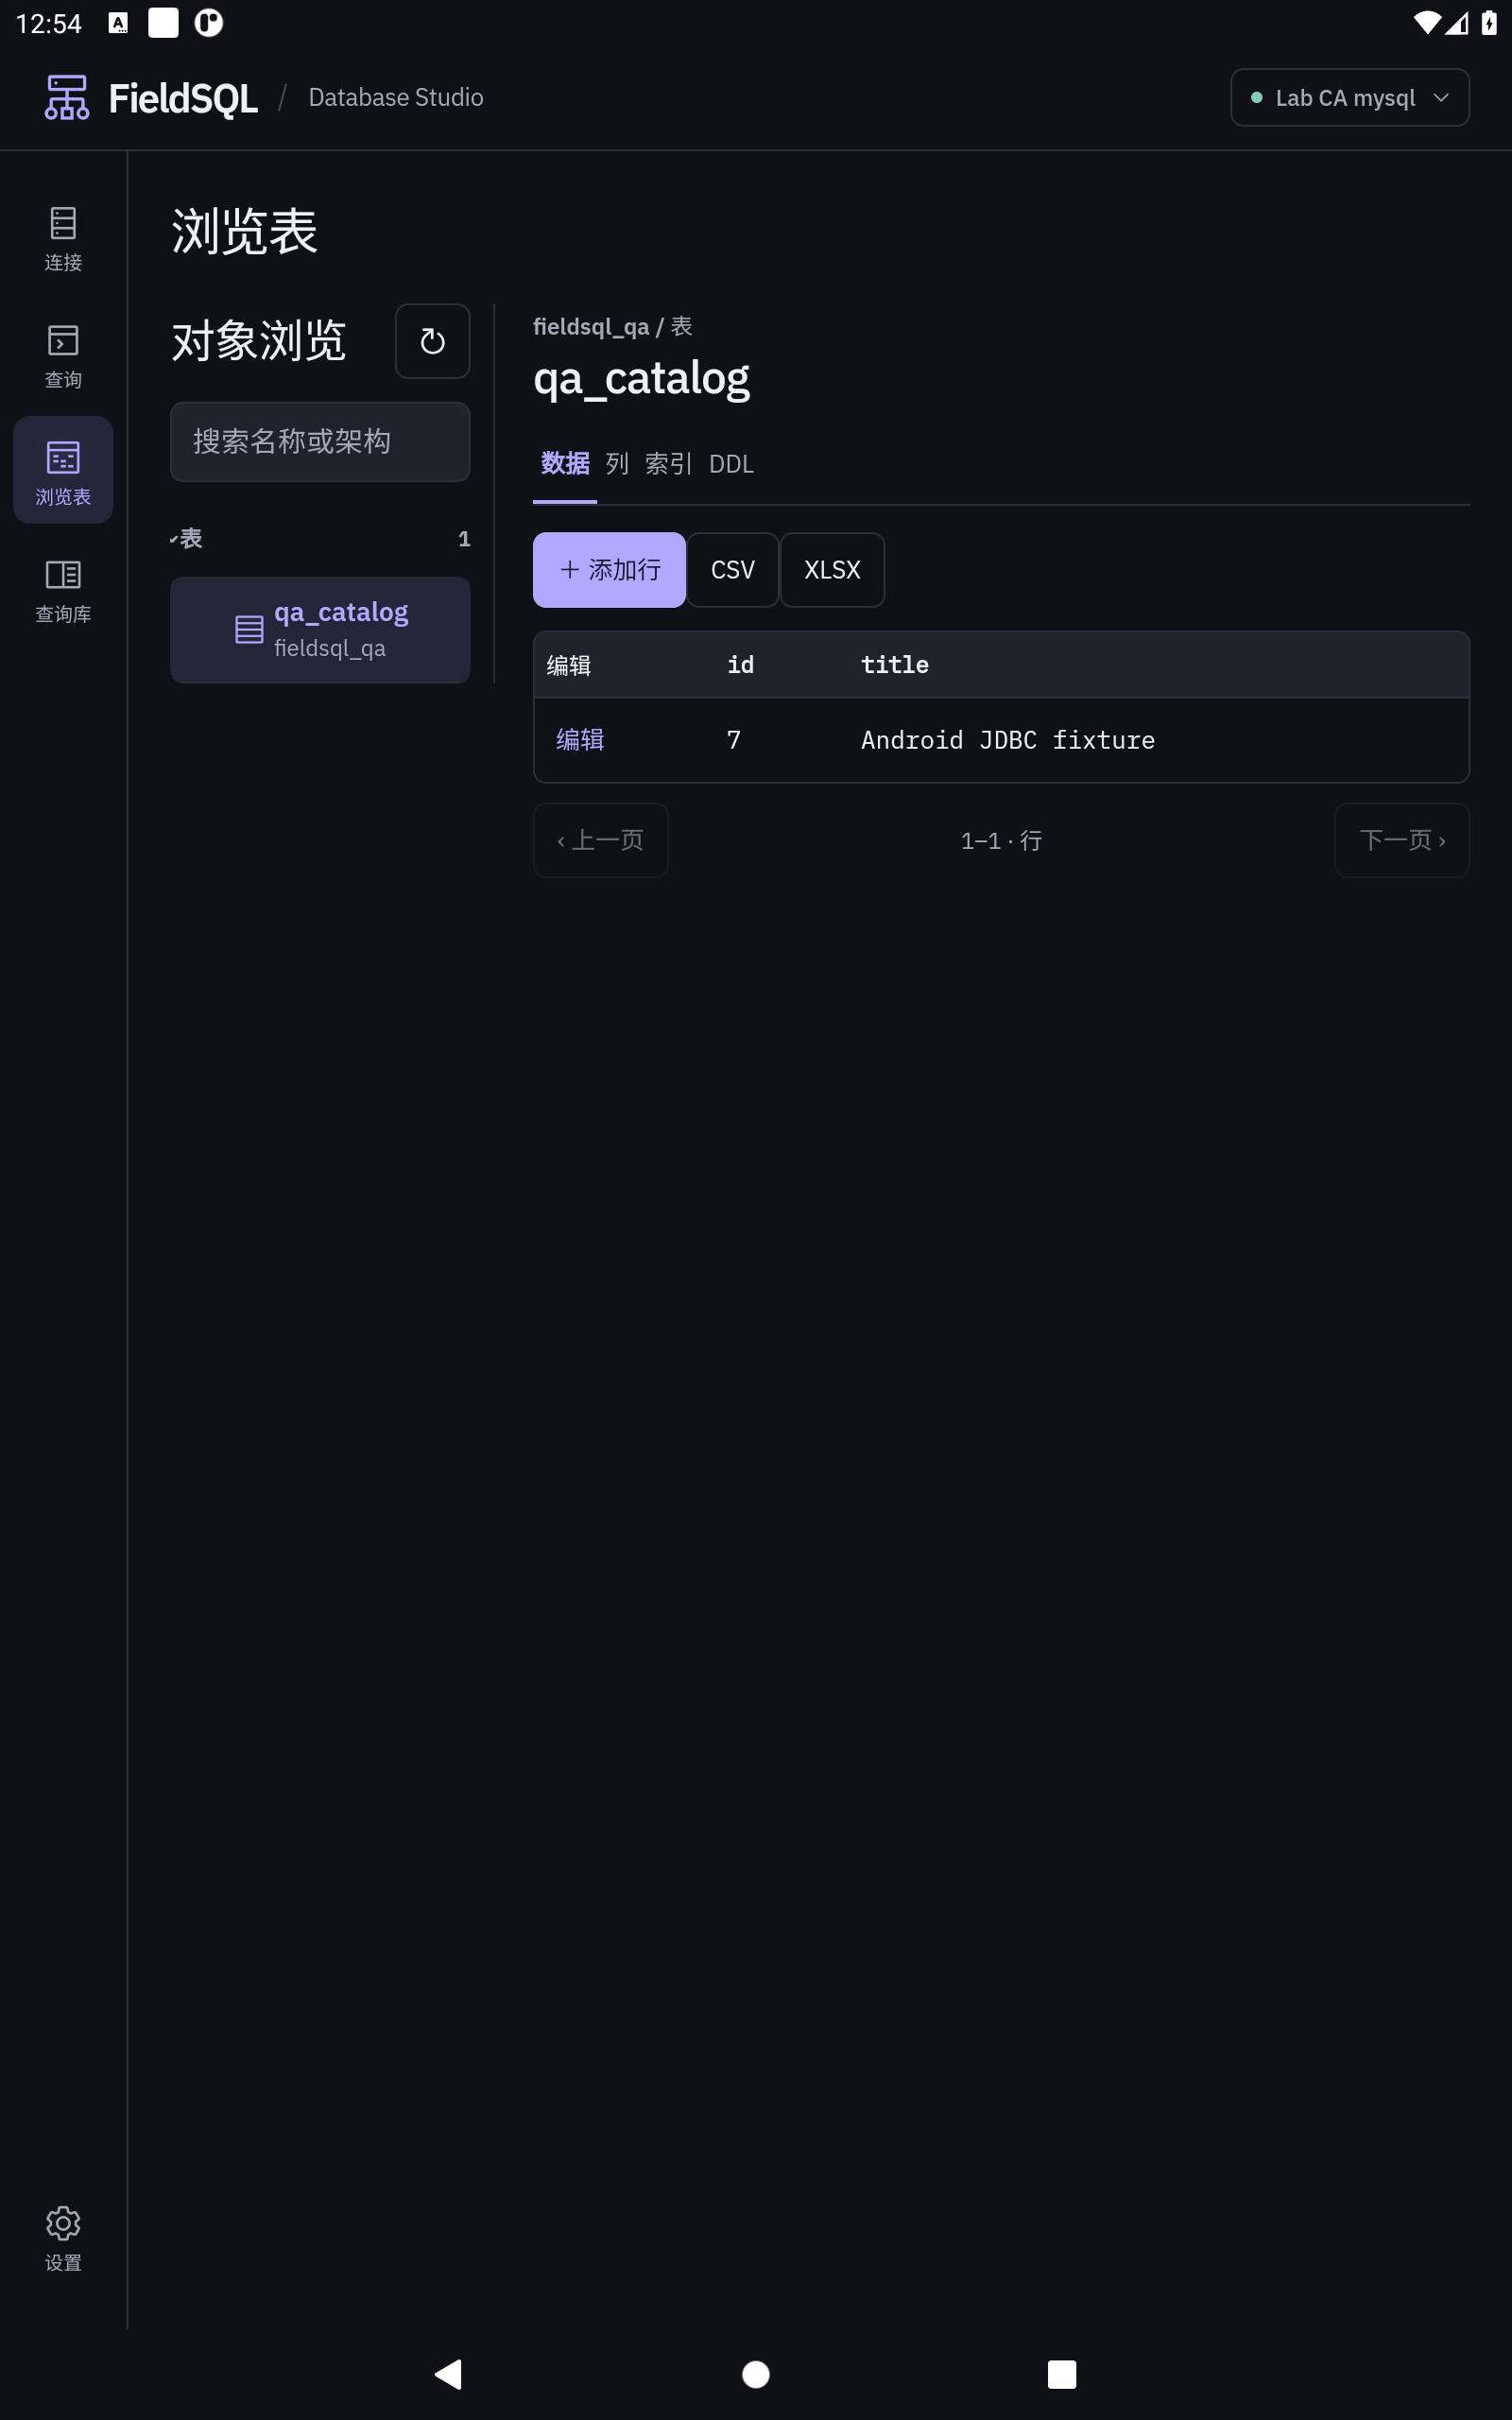 12:54
FieldSQL / Database Studio
Lab CA mysql
连接
查询
浏览表
查询库
设置
浏览表
对象浏览
搜索名称或架构
表 1
qa_catalog
fieldsql_qa
fieldsql_qa / 表
qa_catalog
数据 列 索引 DDL
＋ 添加行 CSV XLSX
编辑 id title
编辑 7 Android JDBC fixture
‹ 上一页 1–1 · 行 下一页 ›